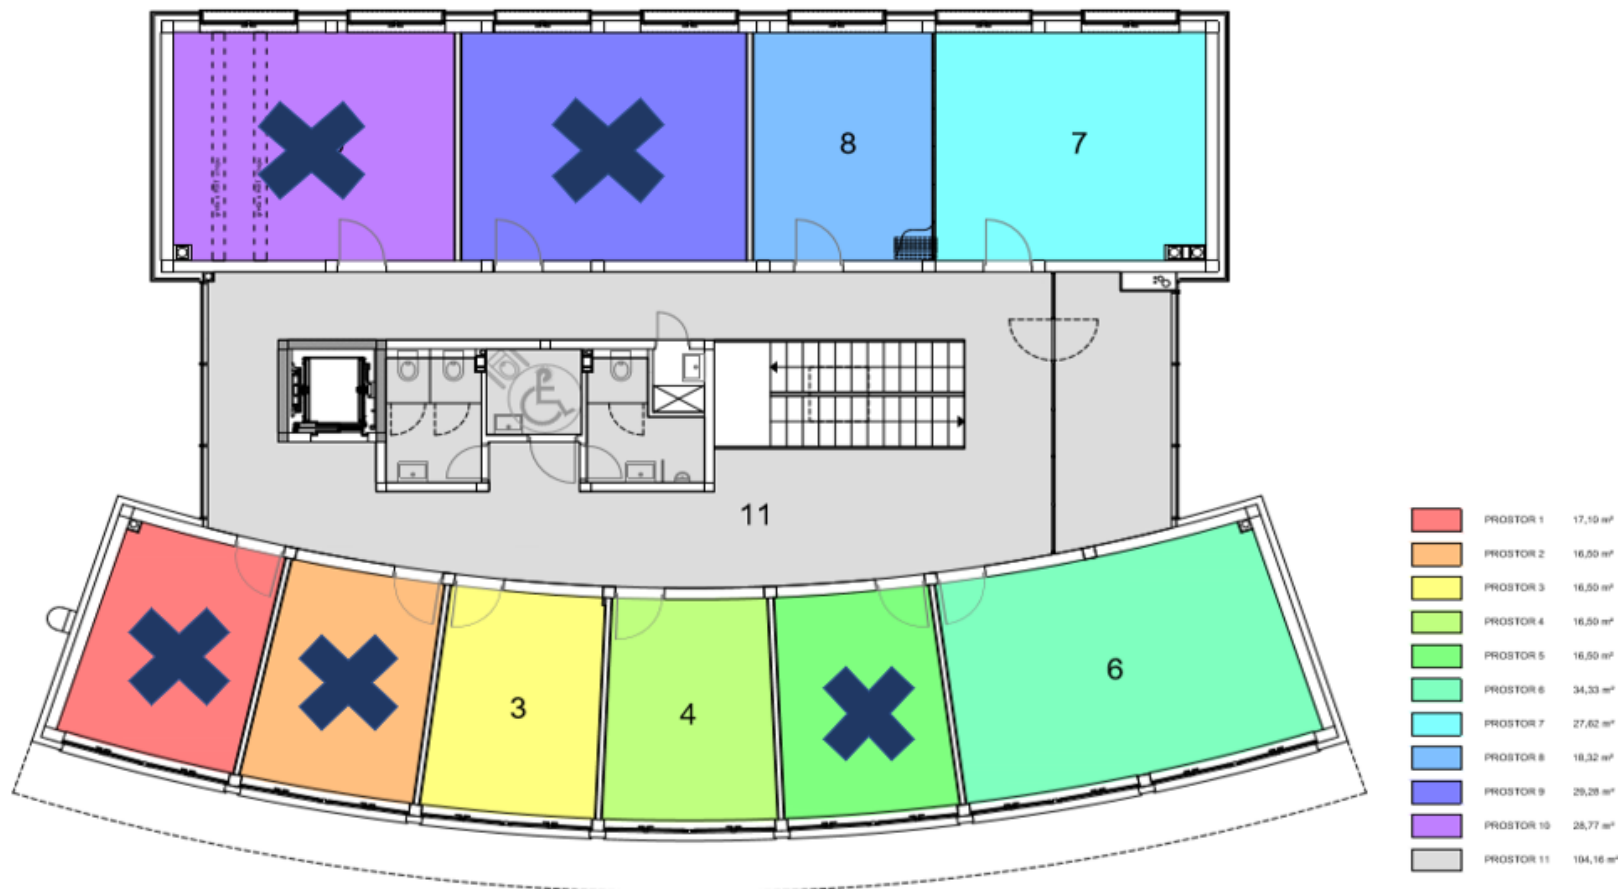 8
7
11
3
4
6
PROSTOR 1 17,10 m²
PROSTOR 2 16,50 m²
PROSTOR 3 16,50 m²
PROSTOR 4 16,50 m²
PROSTOR 5 16,50 m²
PROSTOR 6 34,33 m²
PROSTOR 7 27,62 m²
PROSTOR 8 18,32 m²
PROSTOR 9 29,28 m²
PROSTOR 10 28,77 m²
PROSTOR 11 104,16 m²